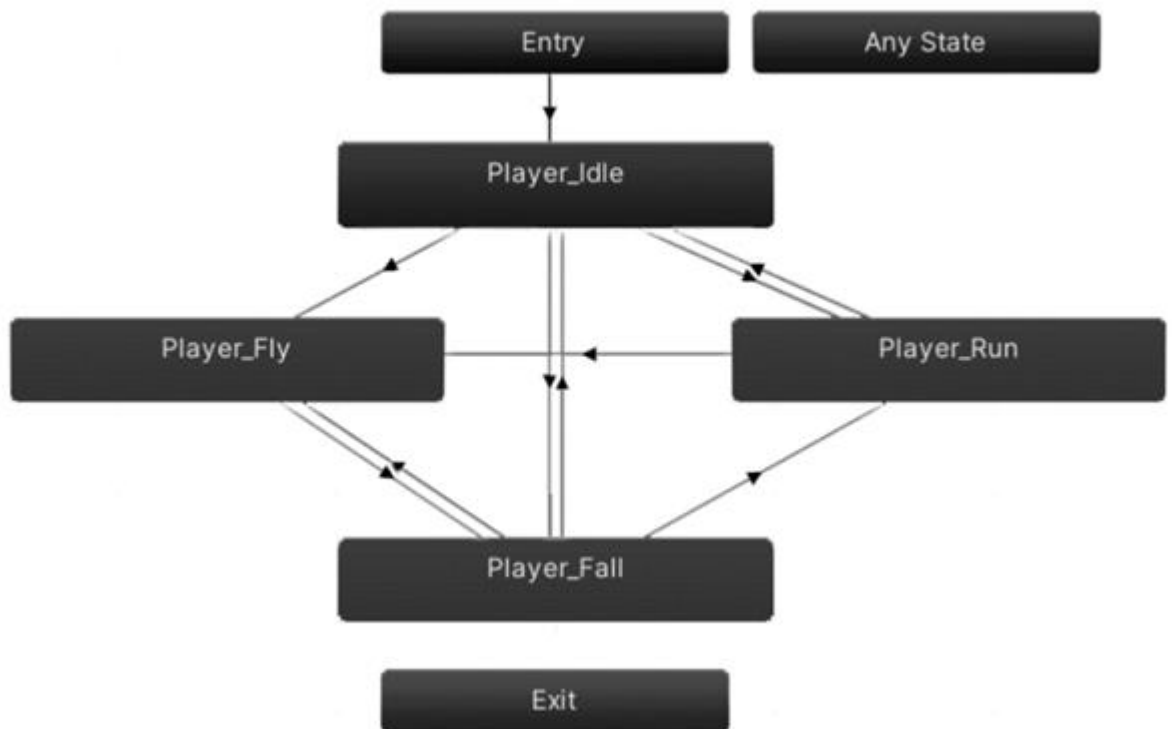 Entry
Any State
Player_Idle
Player_Fly
Player_Run
Player_Fall
Exit